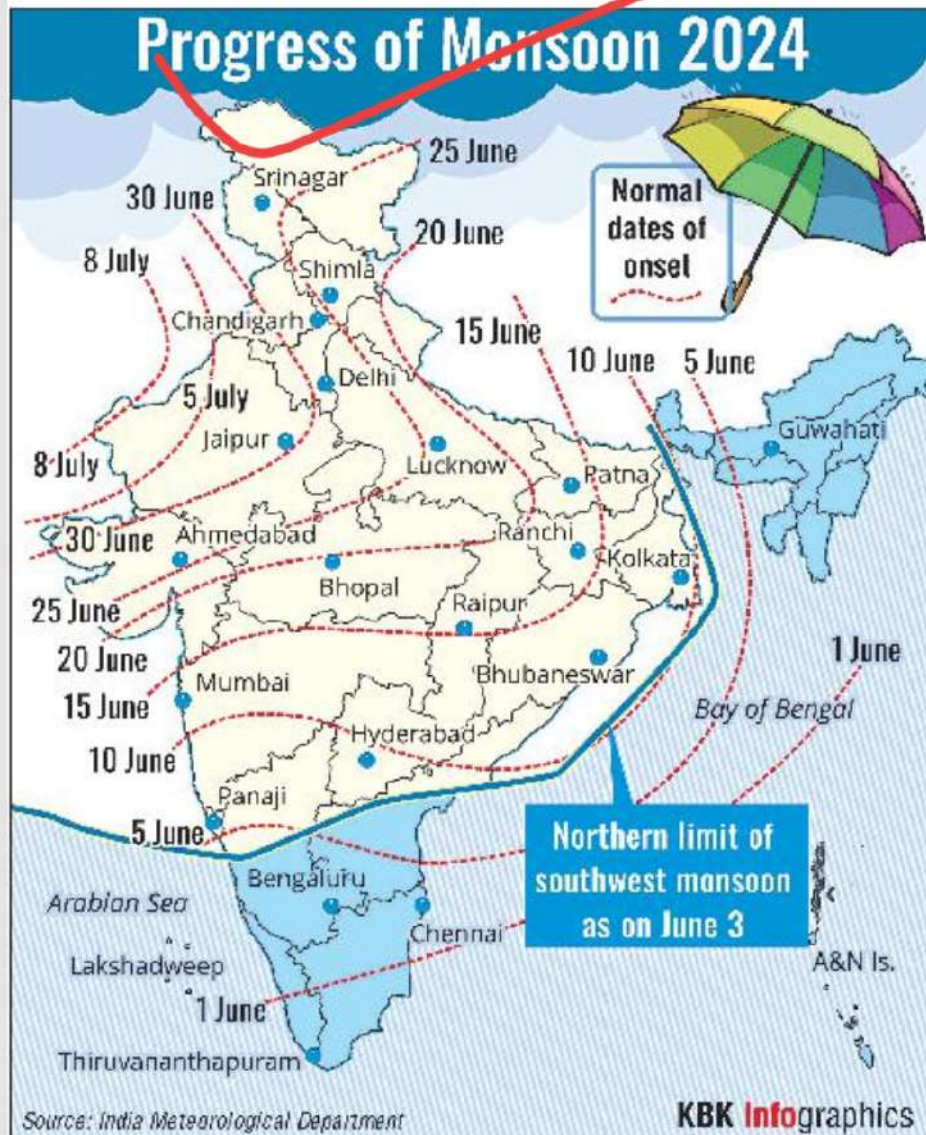 Progress of Monsoon 2024
25 June
Srinagar
30 June
Normal
dates of
onset
20 June
8 July
Shimla
Chandigarh
15 June
10 June
5 June
Delhi
5 July
Guwahati
Jaipur
8 July
Lucknow
Patna
30 June
Ahmedabad
Ranchi
Kolkata
Bhopal
25 June
Raipur
20 June
1 June
Bhubaneswar
Mumbai
15 June
Bay of Bengal
Hyderabad
10 June
Panaji
5 June
Northern limit of
southwest monsoon
as on June 3
Bengaluru
Arabian Sea
Chennai
Lakshadweep
A&N Is.
1 June
Thiruvananthapuram
Source: India Meteorological Department
KBK Infographics